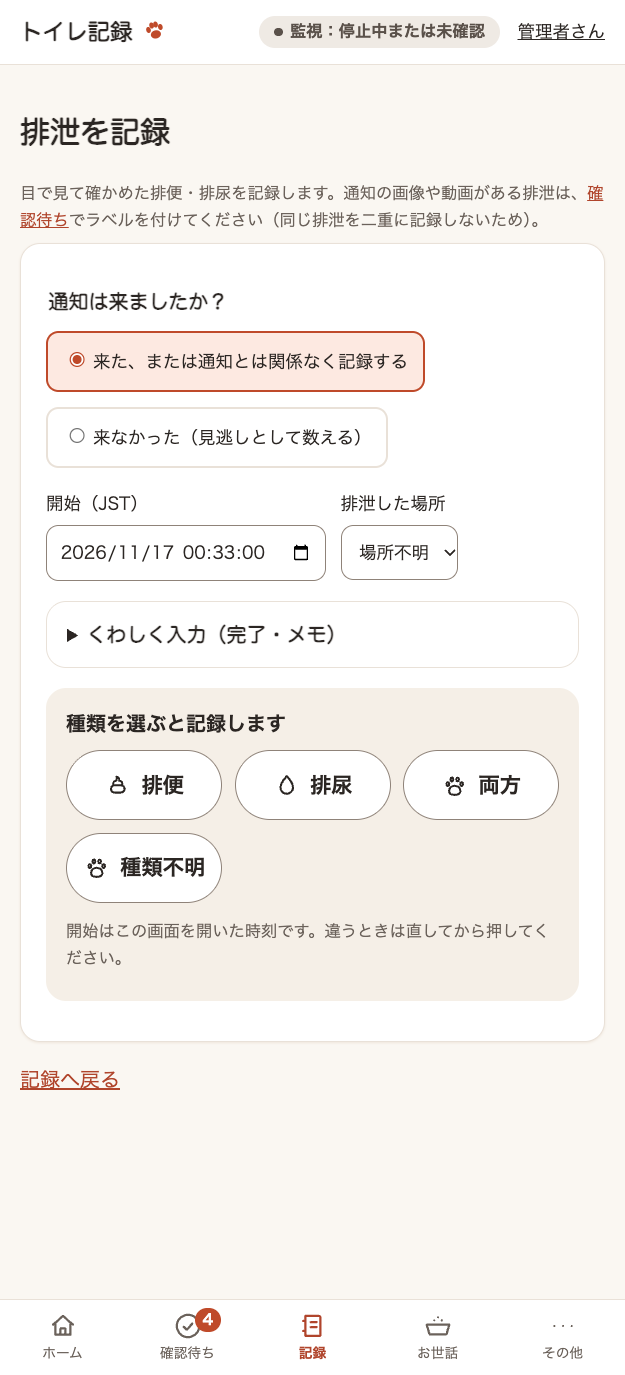 トイレ記録
監視：停止中または未確認
管理者さん
排泄を記録
目で見て確かめた排便・排尿を記録します。通知の画像や動画がある排泄は、確
認待ちでラベルを付けてください（同じ排泄を二重に記録しないため）。
通知は来ましたか？
来た、または通知とは関係なく記録する
来なかった（見逃しとして数える）
開始（JST）
排泄した場所
2026/11/17 00:33:00
場所不明
くわしく入力（完了・メモ）
種類を選ぶと記録します
排便
排尿
両方
種類不明
開始はこの画面を開いた時刻です。違うときは直してから押してく
ださい。
記録へ戻る
4
ホーム
確認待ち
記録
お世話
その他